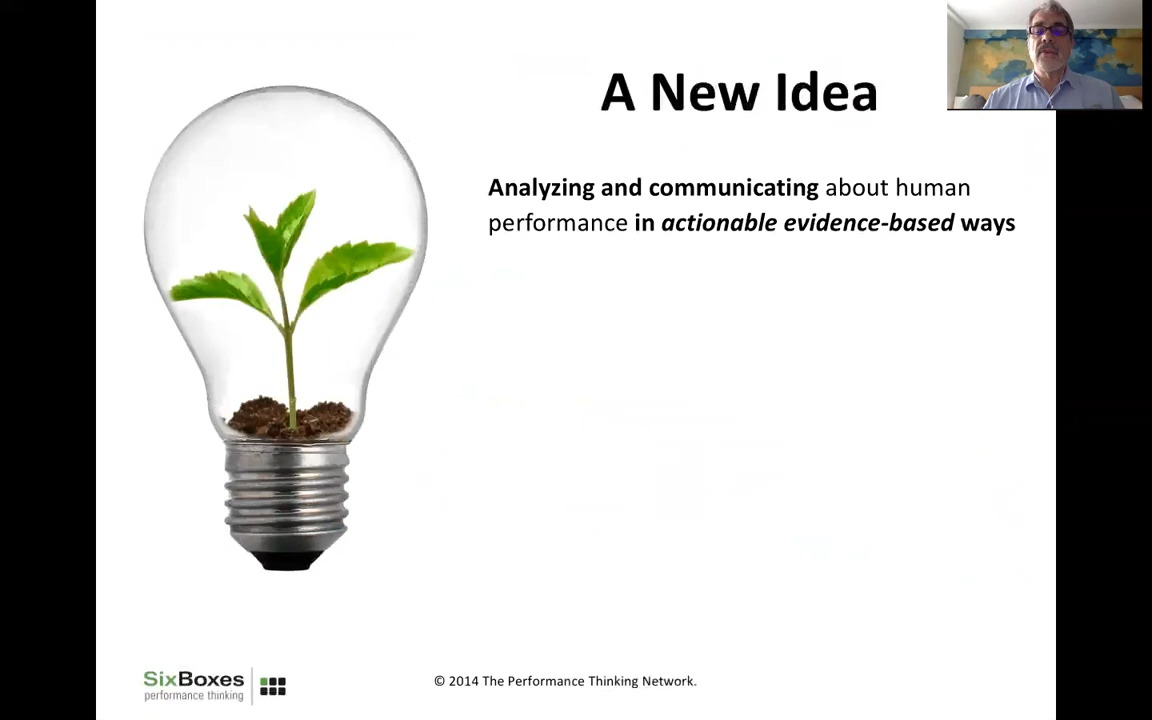 A New Idea
Analyzing and communicating about human
performance in actionable evidence-based ways
SixBoxes
performance thinking
© 2014 The Performance Thinking Network.